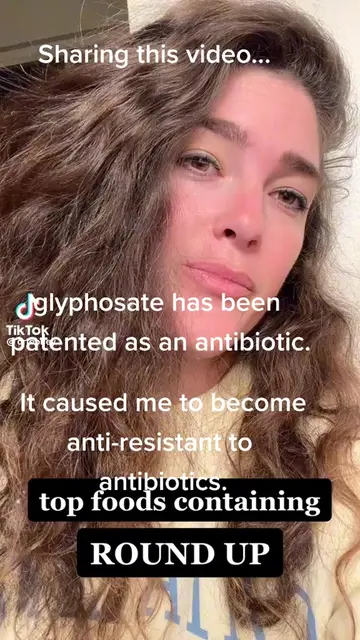 Sharing this video...
glyphosate has been
TikTok
patented as an antibiotic.
It caused me to become
anti-resistant to
antibiotics.
top foods containing
ROUND UP